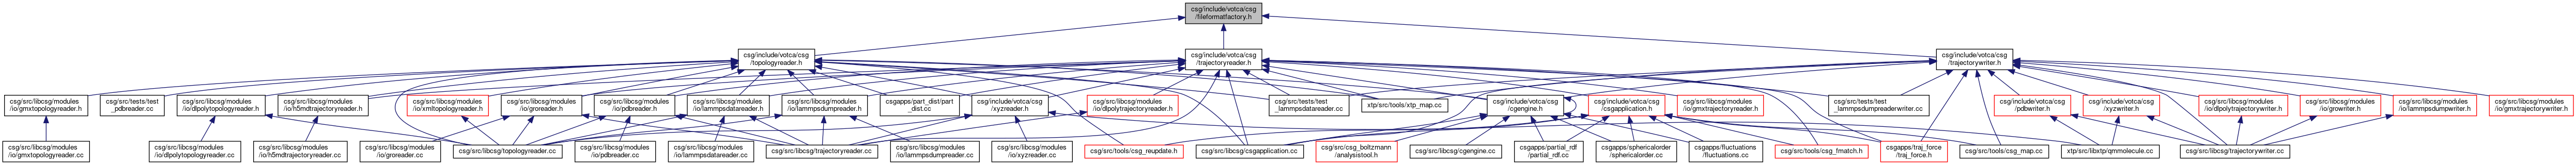 csg/include/votca/csg
/fileformatfactory.h
csg/include/votca/csg
/topologyreader.h
csg/include/votca/csg
/trajectoryreader.h
csg/include/votca/csg
/trajectorywriter.h
csg/src/libcsg/modules
/io/gmxtopologyreader.h
csg/src/tests/test
_pdbreader.cc
csg/src/libcsg/modules
/io/dlpolytopologyreader.h
csg/src/libcsg/modules
/io/h5mdtrajectoryreader.h
csg/src/libcsg/modules
/io/xmltopologyreader.h
csg/src/libcsg/modules
/io/groreader.h
csg/src/libcsg/modules
/io/pdbreader.h
csg/src/libcsg/modules
/io/lammpsdatareader.h
csg/src/libcsg/modules
/io/lammpsdumpreader.h
csgapps/part_dist/part
_dist.cc
csg/include/votca/csg
/xyzreader.h
csg/src/libcsg/modules
/io/dlpolytrajectoryreader.h
csg/src/tests/test
_lammpsdatareader.cc
xtp/src/tools/xtp_map.cc
csg/include/votca/csg
/cgengine.h
csg/include/votca/csg
/csgapplication.h
csg/src/libcsg/modules
/io/gmxtrajectoryreader.h
csg/src/tests/test
_lammpsdumpreaderwriter.cc
csg/include/votca/csg
/pdbwriter.h
csg/include/votca/csg
/xyzwriter.h
csg/src/libcsg/modules
/io/dlpolytrajectorywriter.h
csg/src/libcsg/modules
/io/growriter.h
csg/src/libcsg/modules
/io/lammpsdumpwriter.h
csg/src/libcsg/modules
/io/gmxtrajectorywriter.h
csg/src/libcsg/modules
/io/gmxtopologyreader.cc
csg/src/libcsg/modules
/io/dlpolytopologyreader.cc
csg/src/libcsg/modules
/io/h5mdtrajectoryreader.cc
csg/src/libcsg/modules
/io/groreader.cc
csg/src/libcsg/topologyreader.cc
csg/src/libcsg/modules
/io/pdbreader.cc
csg/src/libcsg/modules
/io/lammpsdatareader.cc
csg/src/libcsg/trajectoryreader.cc
csg/src/libcsg/modules
/io/lammpsdumpreader.cc
csg/src/libcsg/modules
/io/xyzreader.cc
csg/src/tools/csg_reupdate.h
csg/src/libcsg/csgapplication.cc
csg/src/csg_boltzmann
/analysistool.h
csg/src/libcsg/cgengine.cc
csgapps/partial_rdf
/partial_rdf.cc
csgapps/sphericalorder
/sphericalorder.cc
csgapps/fluctuations
/fluctuations.cc
csg/src/tools/csg_fmatch.h
csgapps/traj_force
/traj_force.h
csg/src/tools/csg_map.cc
xtp/src/libxtp/qmmolecule.cc
csg/src/libcsg/trajectorywriter.cc